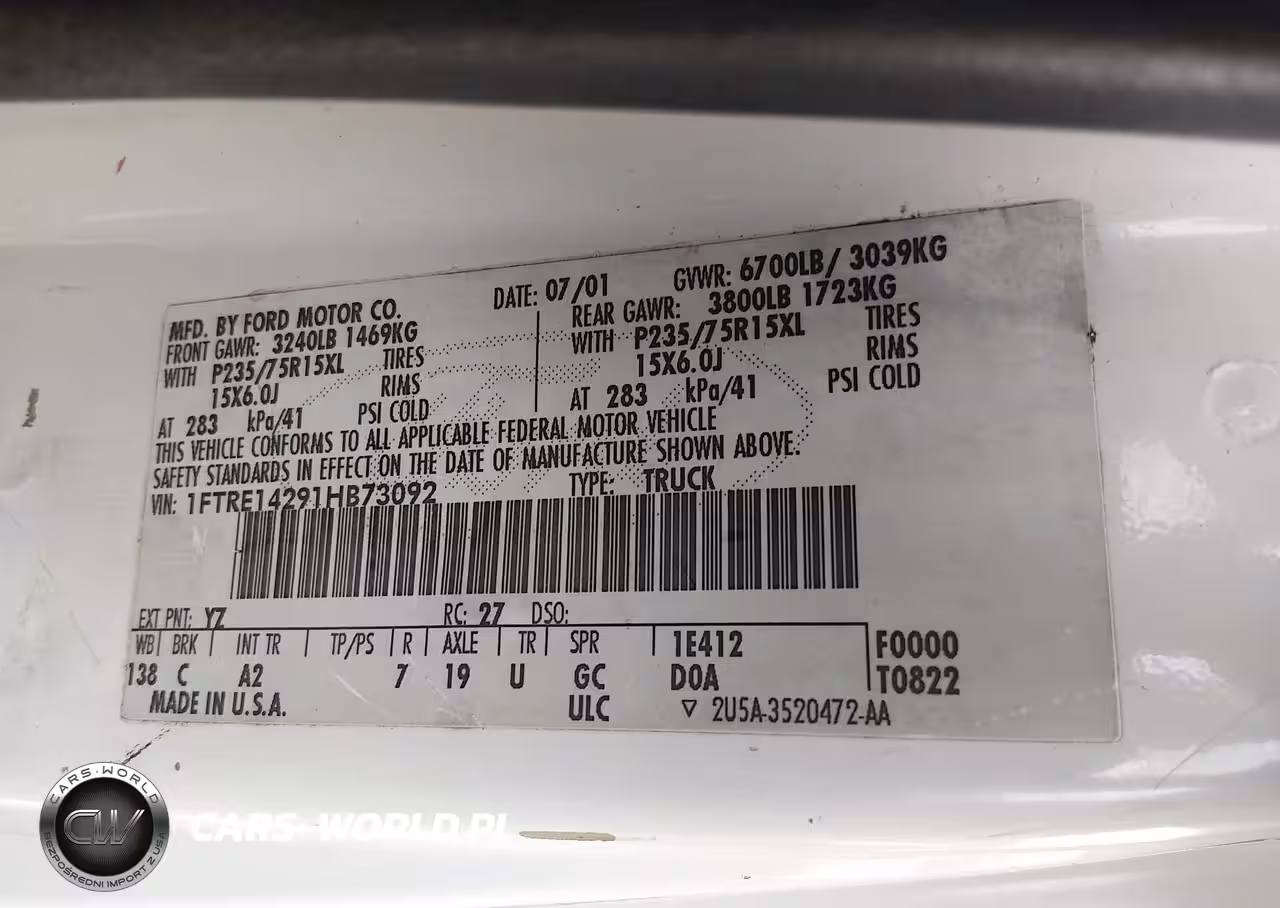 MFD. BY FORD MOTOR CO. DATE: 07/01 GVWR: 6700LB/ 3039KG
FRONT GAWR: 3240LB 1469KG REAR GAWR: 3800LB 1723KG
WITH P235/75R15XL TIRES WITH P235/75R15XL TIRES
15X6.0J RIMS 15X6.0J RIMS
AT 283 kPa/41 PSI COLD AT 283 kPa/41 PSI COLD
THIS VEHICLE CONFORMS TO ALL APPLICABLE FEDERAL MOTOR VEHICLE
SAFETY STANDARDS IN EFFECT ON THE DATE OF MANUFACTURE SHOWN ABOVE.
VIN: 1FTRE14291HB73092 TYPE: TRUCK
EXT PNT: YZ RC: 27 DSO:
WB BRK INT TR TP/PS R AXLE TR SPR 1E412 F0000
138 C A2 7 19 U GC DOA T0822
MADE IN U.S.A. ULC ▽ 2U5A-3520472-AA
CARS-WORLD
CW
BEZPOŚREDNI IMPORT Z USA
CARS-WORLD.PL